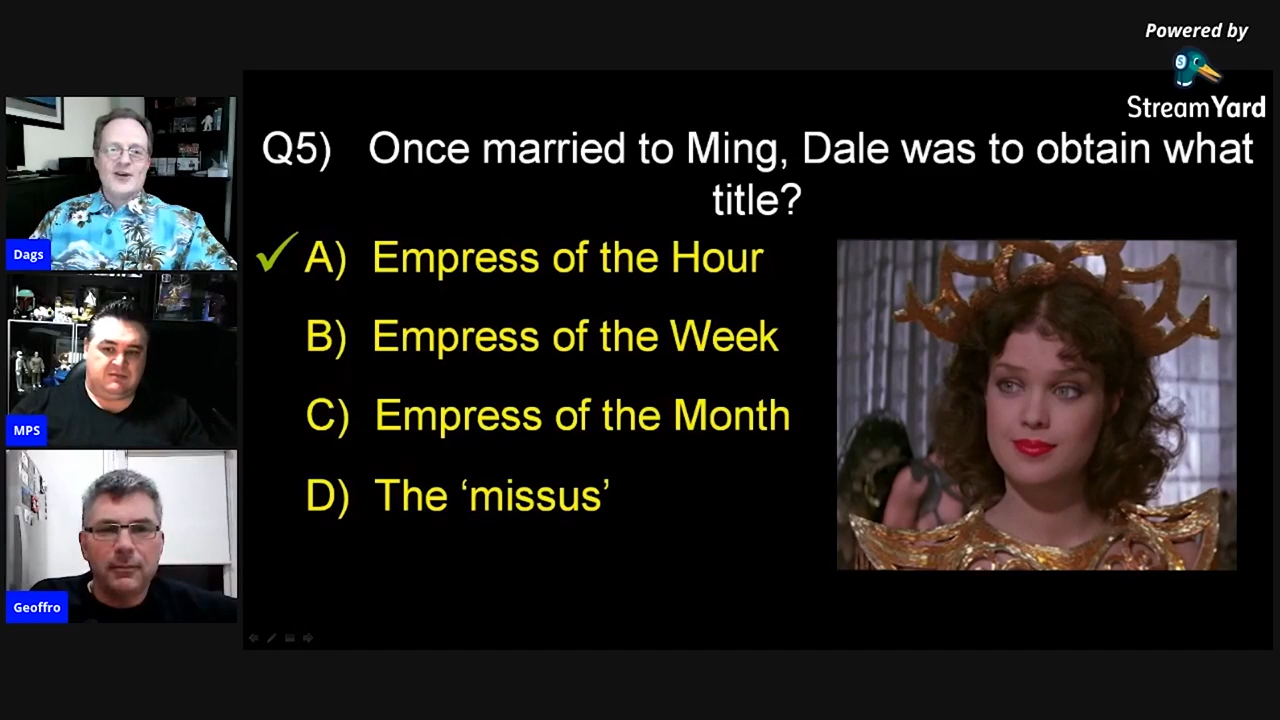 Powered by
StreamYard
Q5) Once married to Ming, Dale was to obtain what
title?
✓ A) Empress of the Hour
B) Empress of the Week
C) Empress of the Month
D) The ‘missus’
Dags
MPS
Geoffro